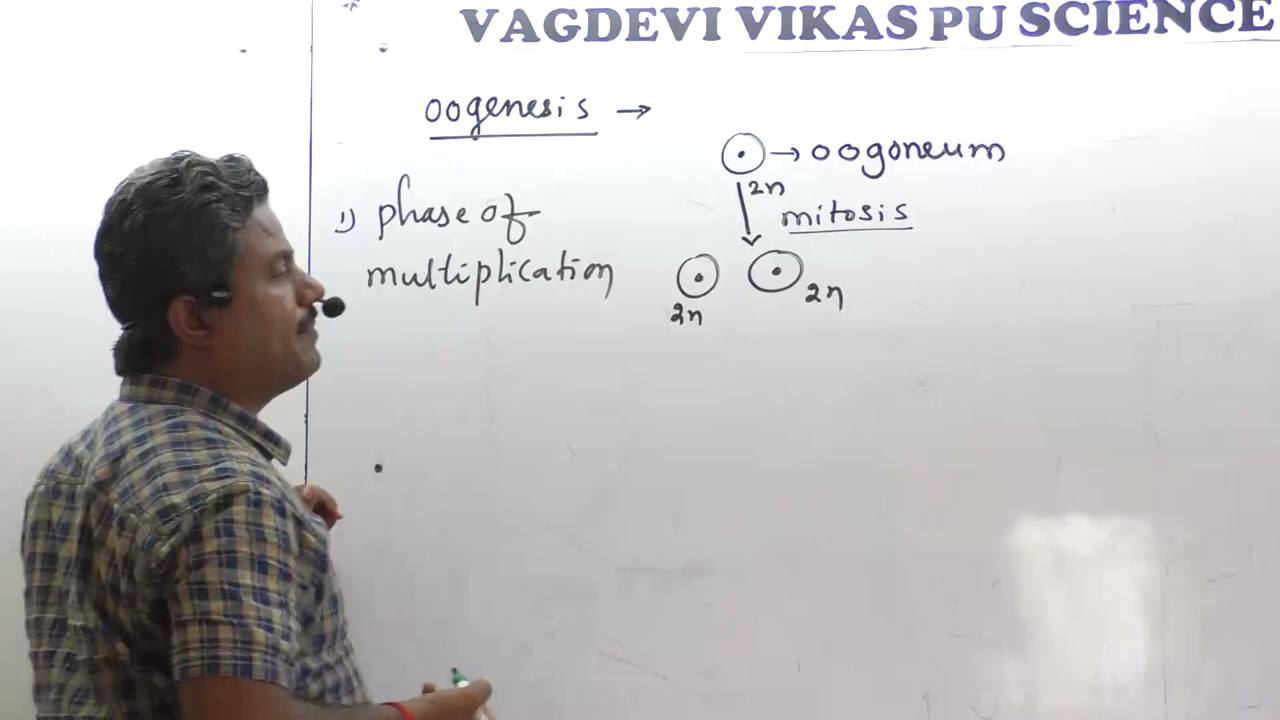 VAGDEVI VIKAS PU SCIENCE
oogenesis →
→ oogoneum
2n
mitosis
1) phase of
multiplication
2n
2n